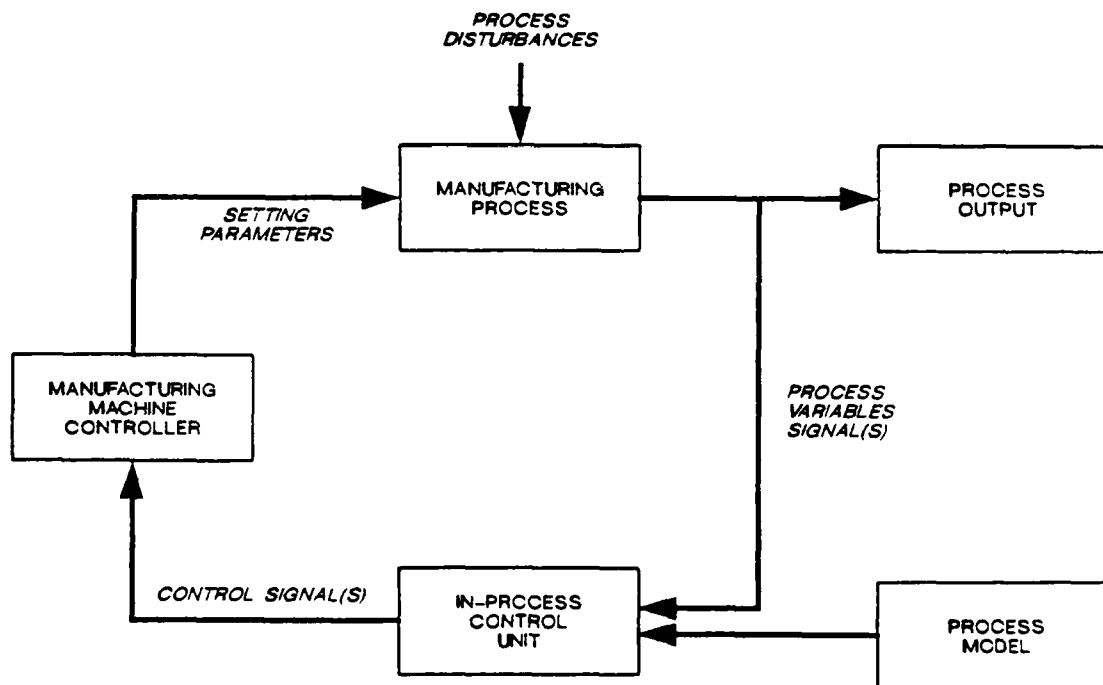 PROCESS
DISTURBANCES
MANUFACTURING
PROCESS
PROCESS
OUTPUT
SETTING
PARAMETERS
MANUFACTURING
MACHINE
CONTROLLER
PROCESS
VARIABLES
SIGNAL(S)
CONTROL SIGNAL(S)
IN-PROCESS
CONTROL
UNIT
PROCESS
MODEL